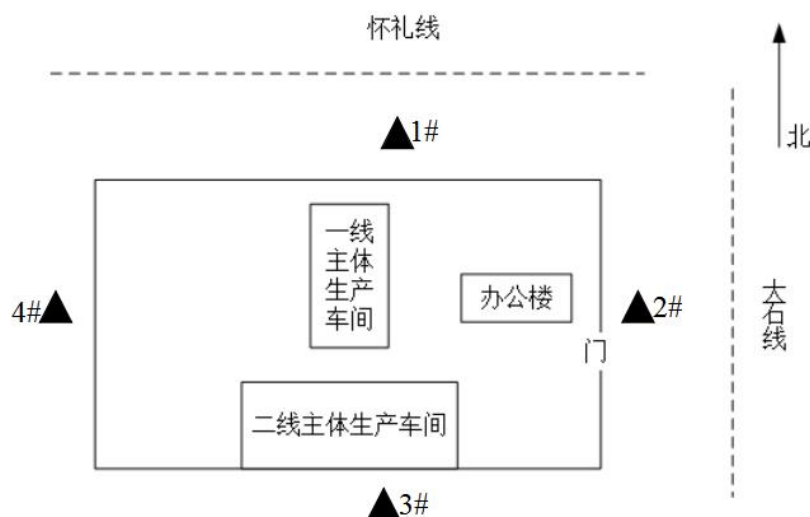 怀礼线
北
▲1#
一线
主体
生产
车间
办公楼
4#▲
▲2#
大石线
门
二线主体生产车间
▲3#